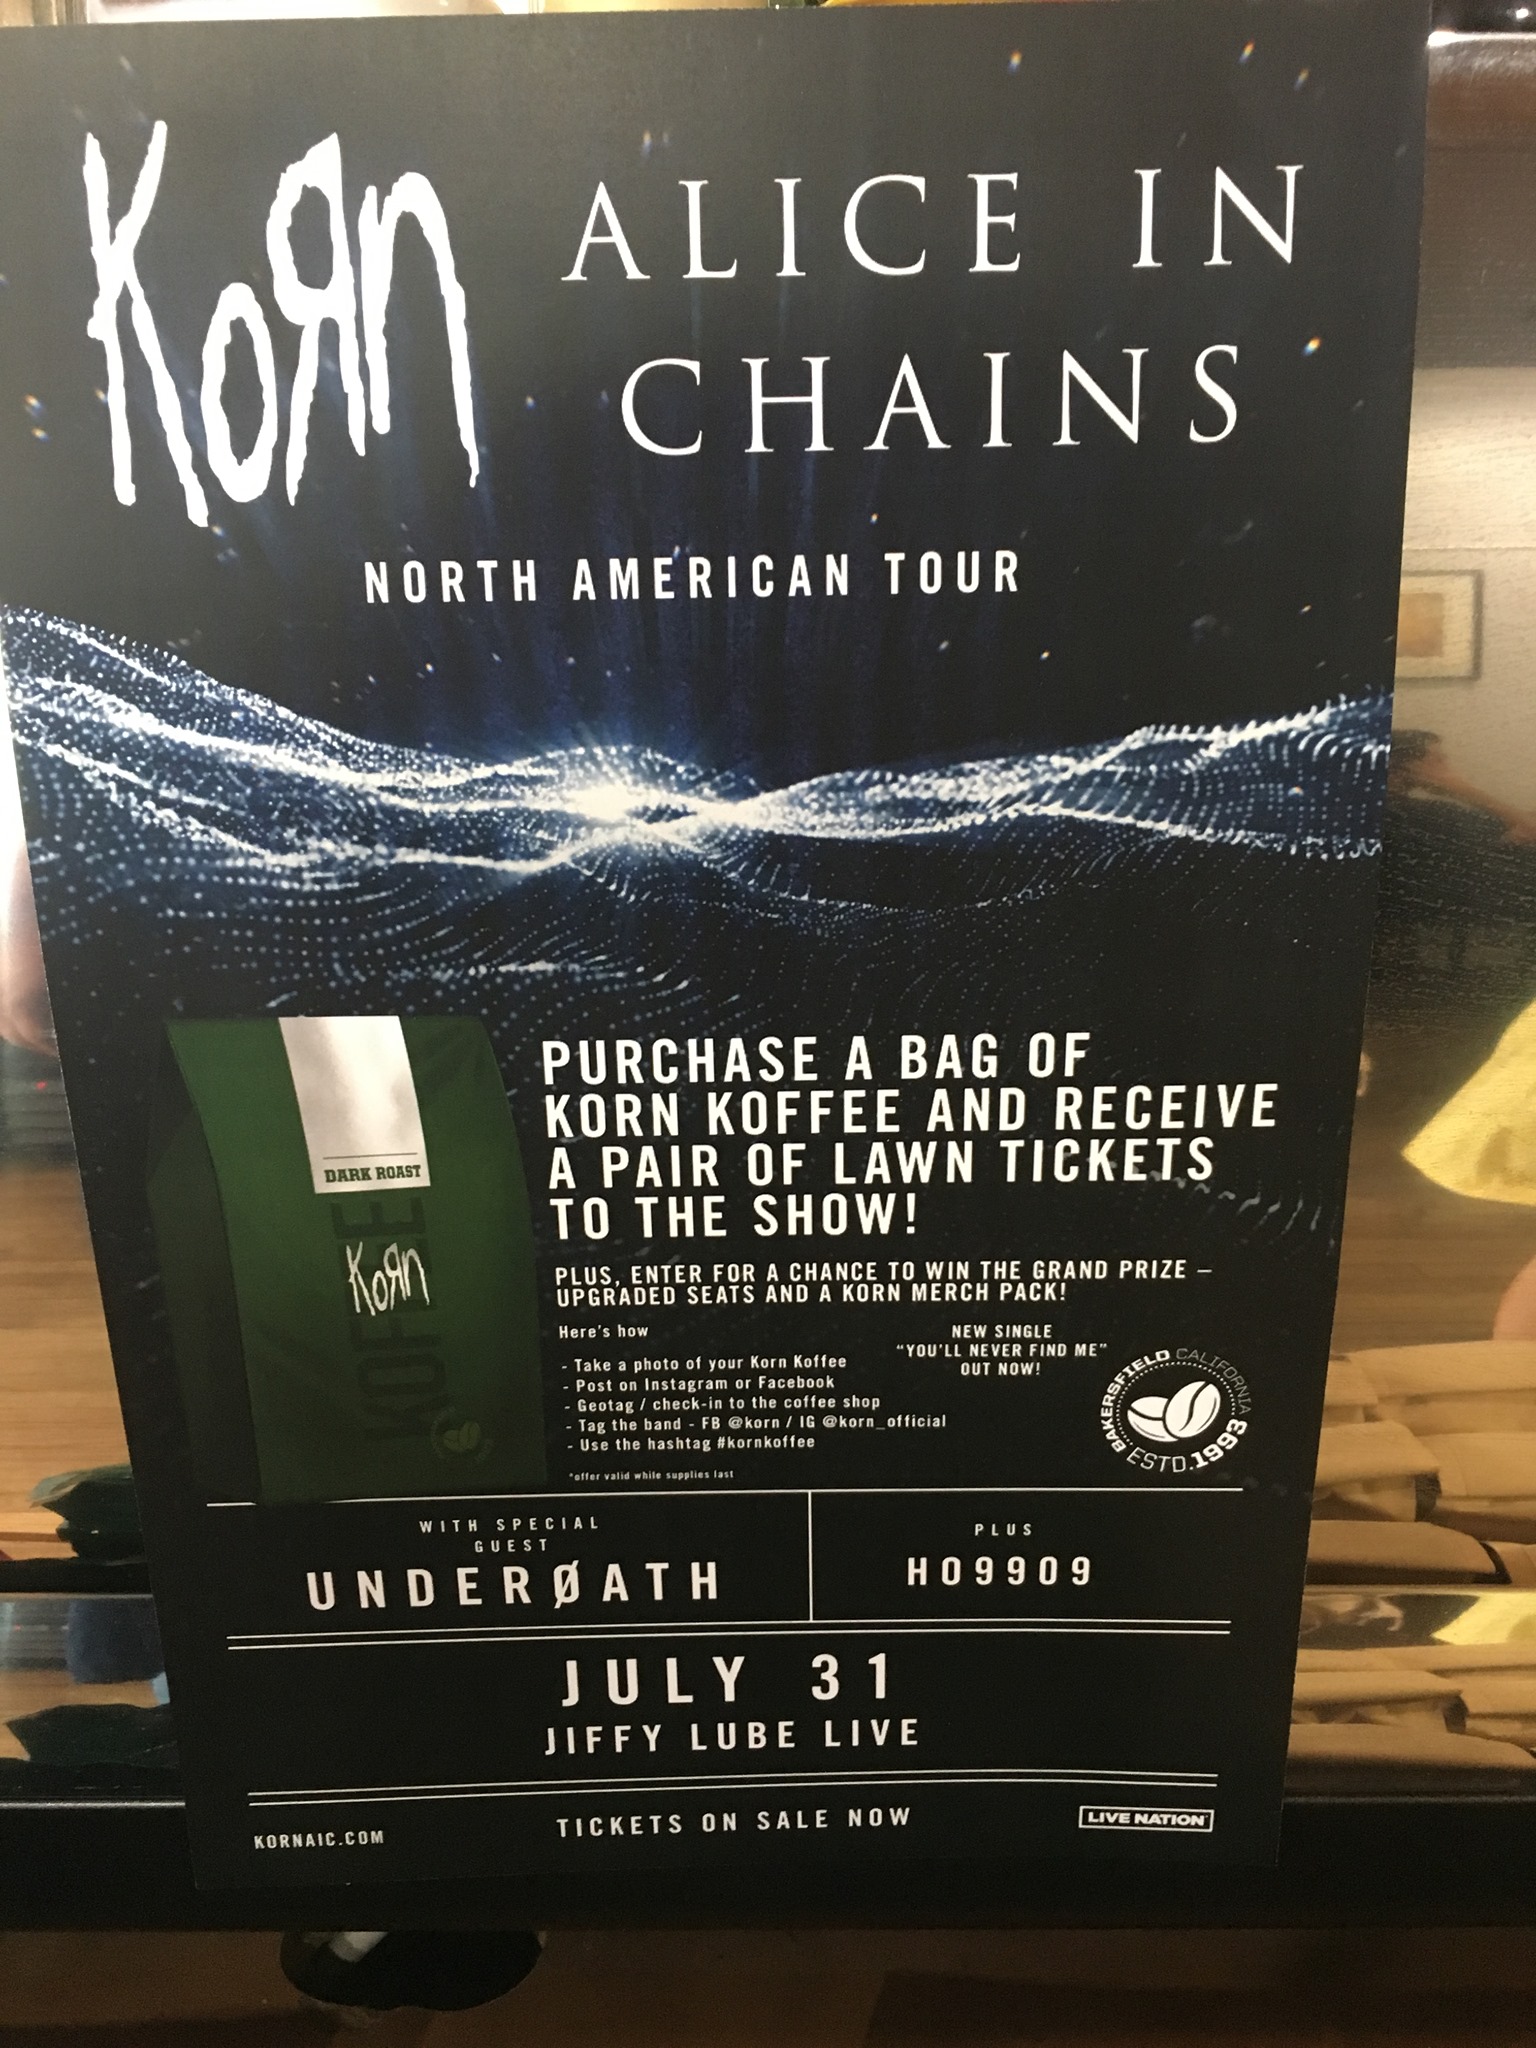 KoЯn
ALICE IN
CHAINS
NORTH AMERICAN TOUR
PURCHASE A BAG OF
KORN KOFFEE AND RECEIVE
A PAIR OF LAWN TICKETS
TO THE SHOW!
DARK ROAST
KOFFEE
KoЯn
PLUS, ENTER FOR A CHANCE TO WIN THE GRAND PRIZE –
UPGRADED SEATS AND A KORN MERCH PACK!
Here's how
- Take a photo of your Korn Koffee
- Post on Instagram or Facebook
- Geotag / check-in to the coffee shop
- Tag the band - FB @korn / IG @korn_official
- Use the hashtag #kornkoffee
*offer valid while supplies last
NEW SINGLE
"YOU'LL NEVER FIND ME"
OUT NOW!
BAKERSFIELD CALIFORNIA
ESTD. 1993
WITH SPECIAL
GUEST
UNDERØATH
PLUS
HO99O9
JULY 31
JIFFY LUBE LIVE
KORNAIC.COM
TICKETS ON SALE NOW
LIVE NATION